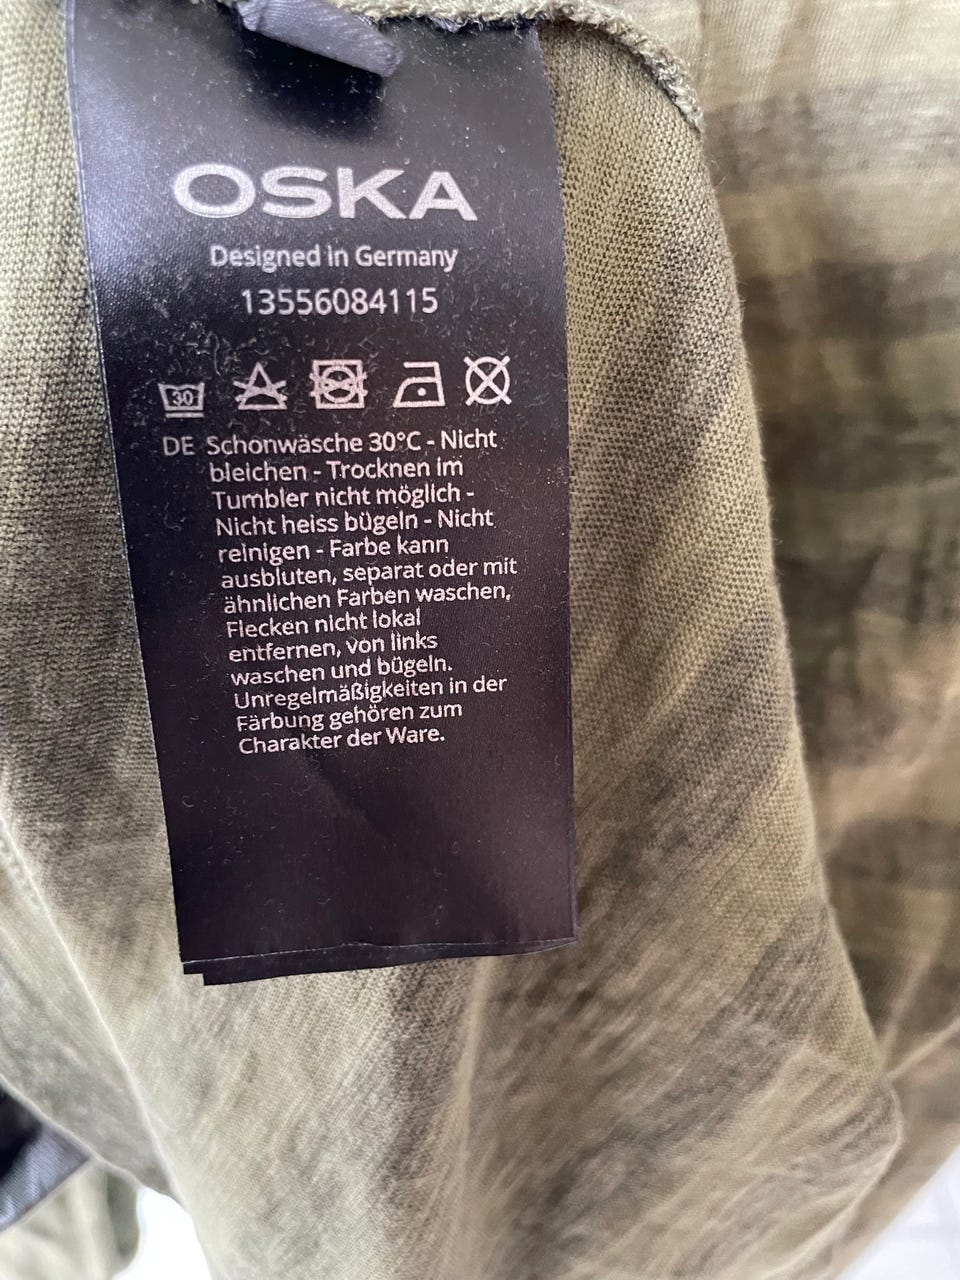 OSKA
Designed in Germany
13556084115
30
DE Schonwäsche 30°C - Nicht
bleichen - Trocknen im
Tumbler nicht möglich -
Nicht heiss bügeln - Nicht
reinigen - Farbe kann
ausbluten, separat oder mit
ähnlichen Farben waschen,
Flecken nicht lokal
entfernen, von links
waschen und bügeln.
Unregelmäßigkeiten in der
Färbung gehören zum
Charakter der Ware.